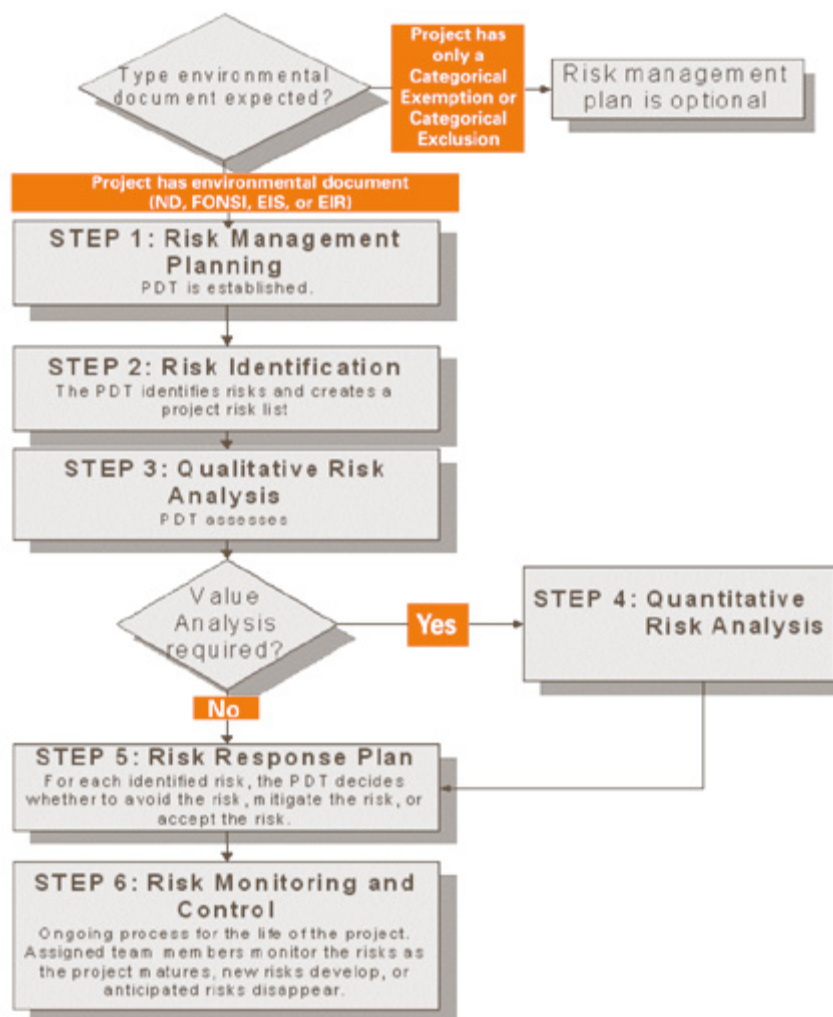 Type environmental
document expected?
Project has
only a
Categorical
Exemption or
Categorical
Exclusion
Risk management
plan is optional
Project has environmental document
(ND, FONSI, EIS, or EIR)
STEP 1: Risk Management
Planning
PDT is established.
STEP 2: Risk Identification
The PDT identifies risks and creates a
project risk list
STEP 3: Qualitative Risk
Analysis
PDT assesses
Value
Analysis
required?
Yes
STEP 4: Quantitative
Risk Analysis
No
STEP 5: Risk Response Plan
For each identified risk, the PDT decides
whether to avoid the risk, mitigate the risk, or
accept the risk.
STEP 6: Risk Monitoring and
Control
Ongoing process for the life of the project.
Assigned team members monitor the risks as
the project matures, new risks develop, or
anticipated risks disappear.